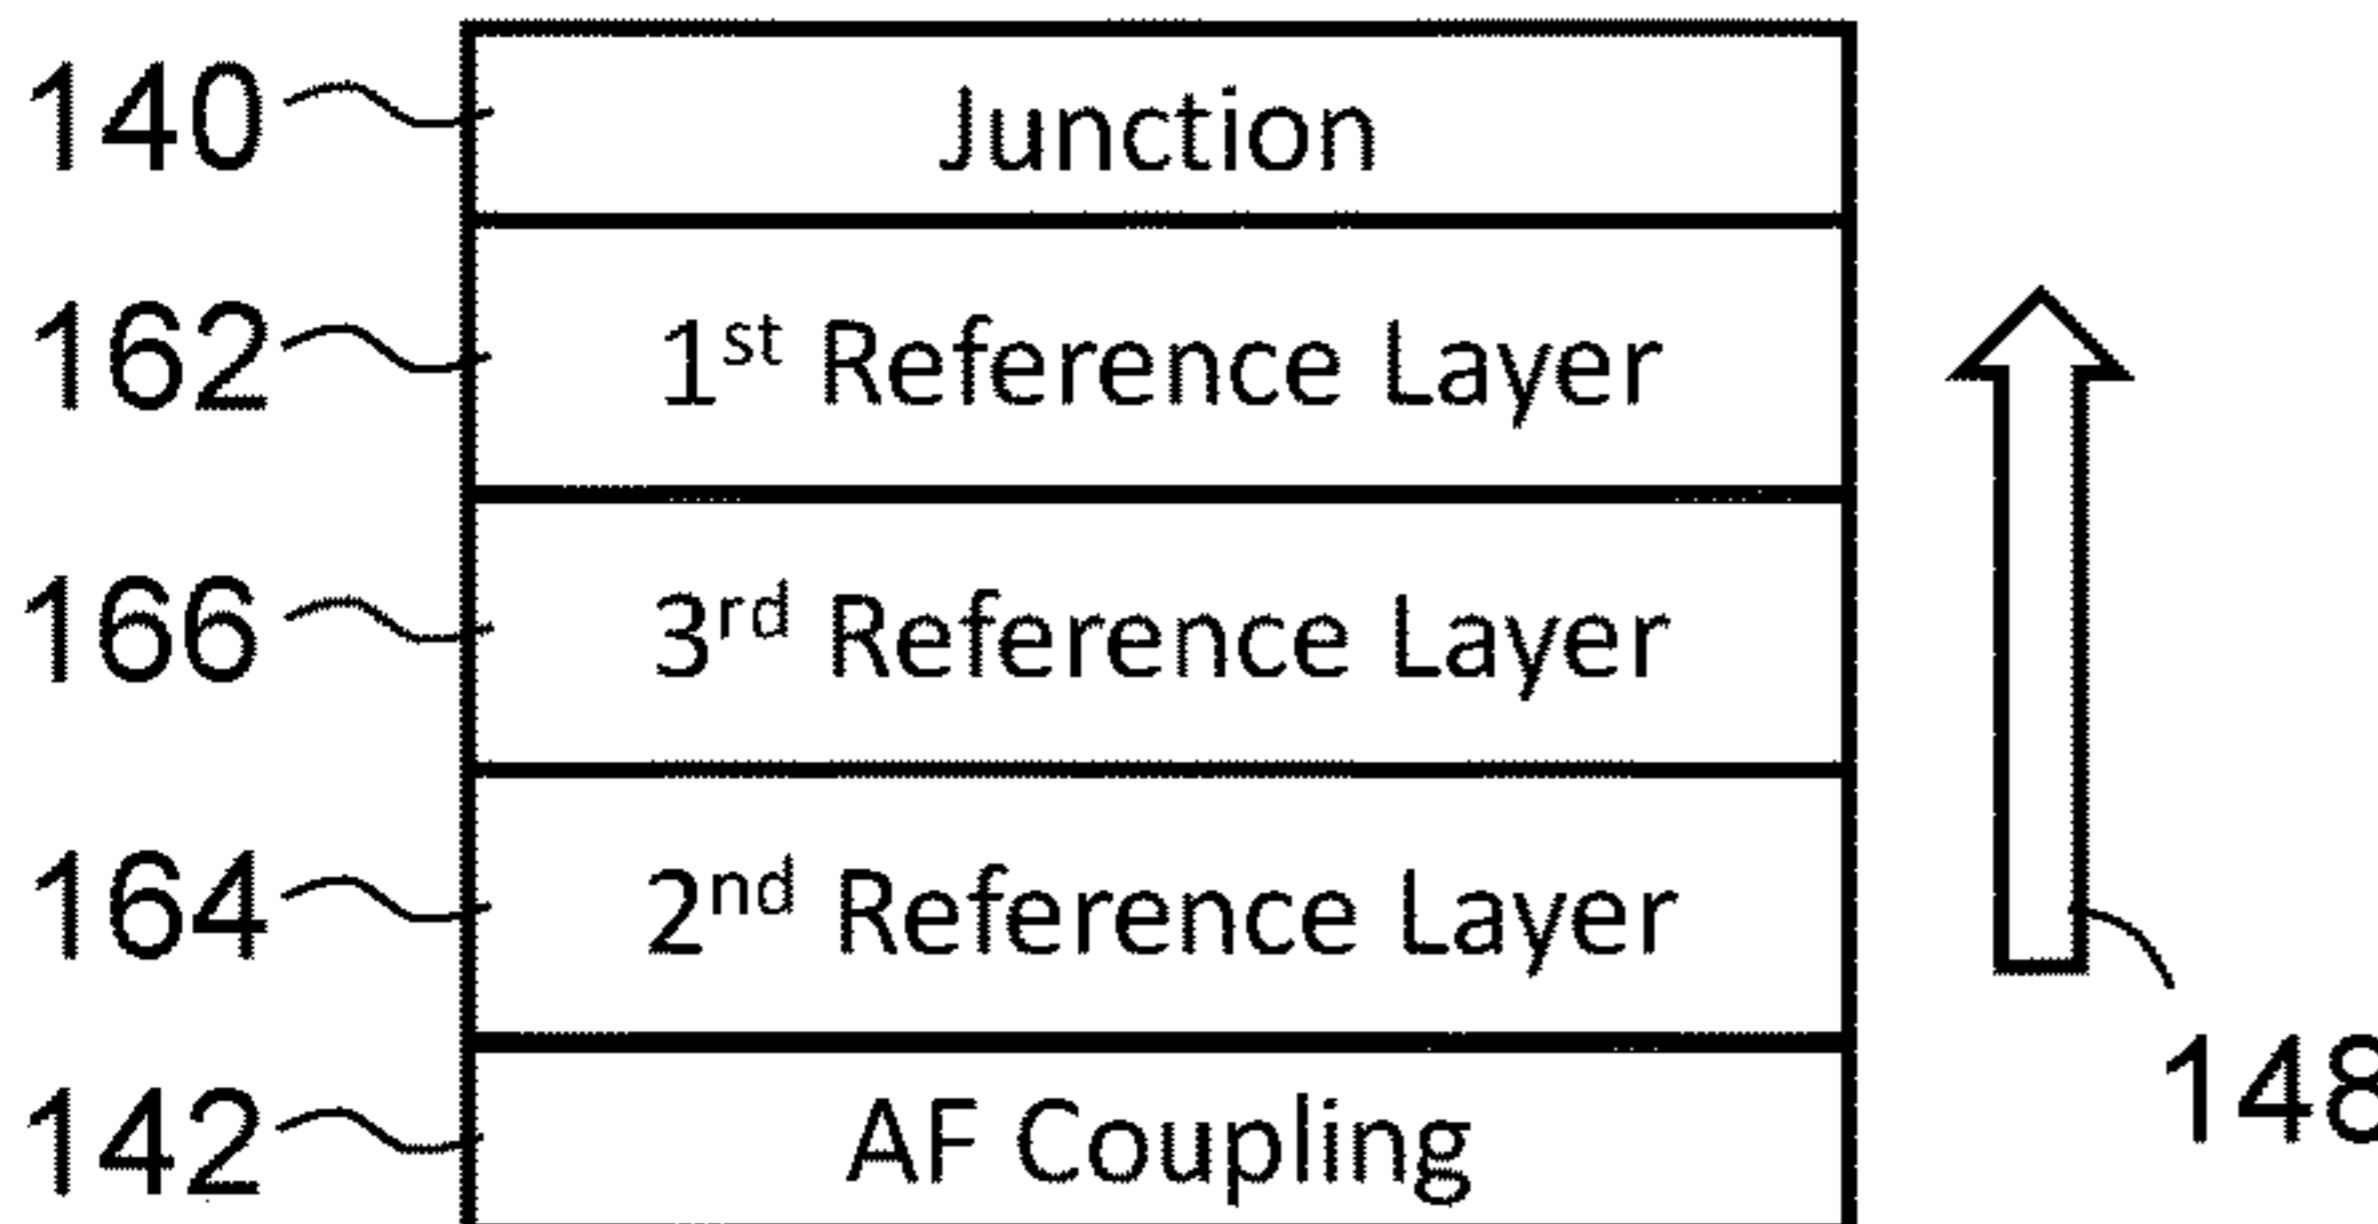 140 Junction
162 1st Reference Layer
166 3rd Reference Layer
164 2nd Reference Layer
148
142 AF Coupling